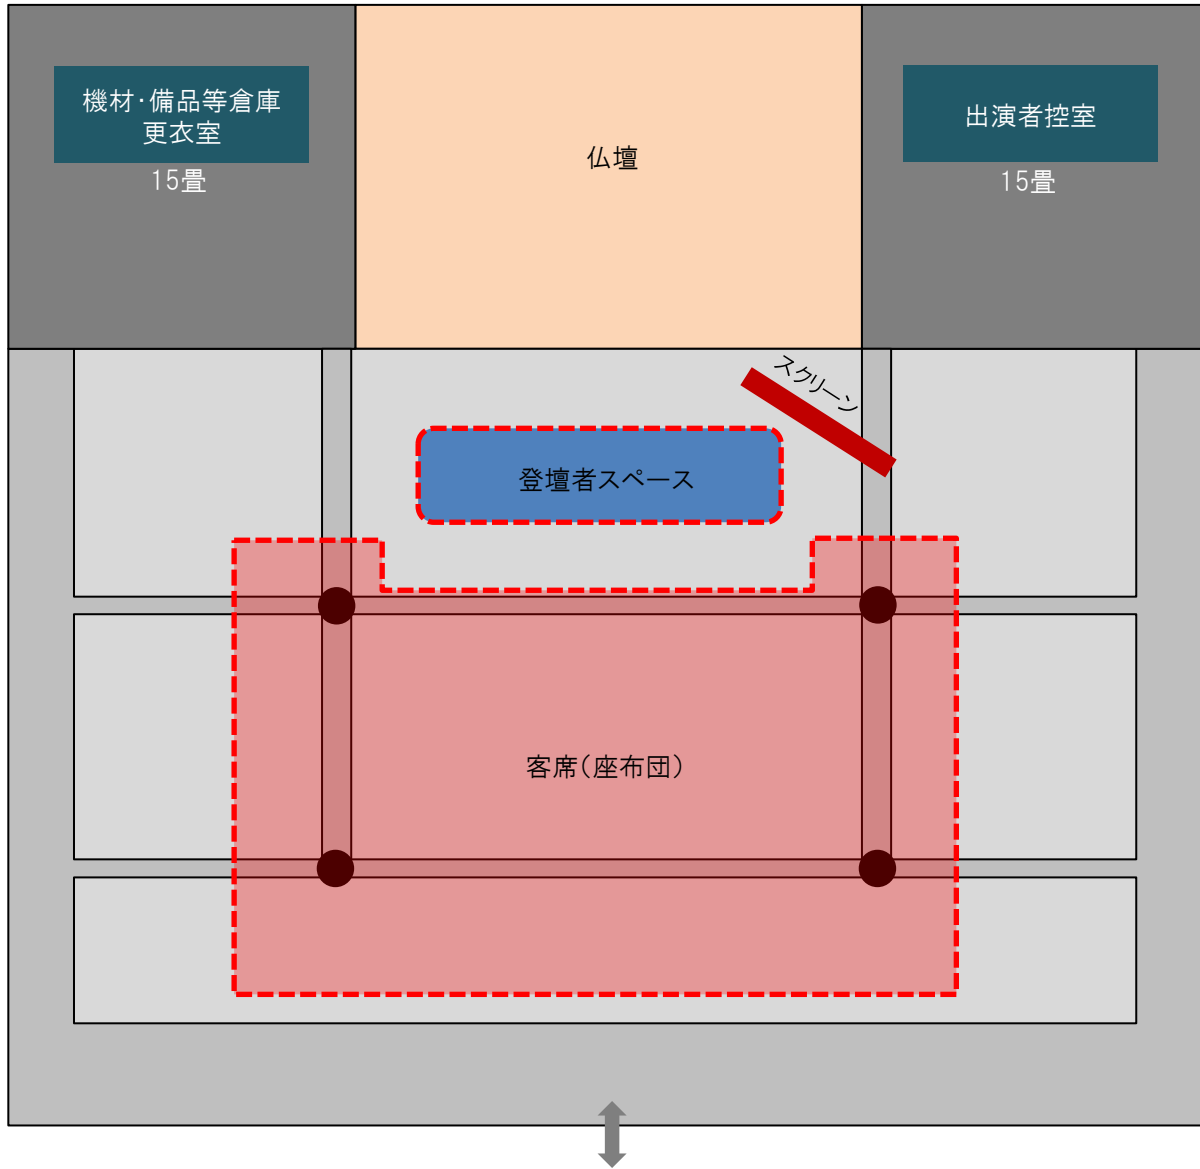 機材・備品等倉庫
更衣室
15畳
仏壇
出演者控室
15畳
スクリーン
登壇者スペース
客席(座布団)